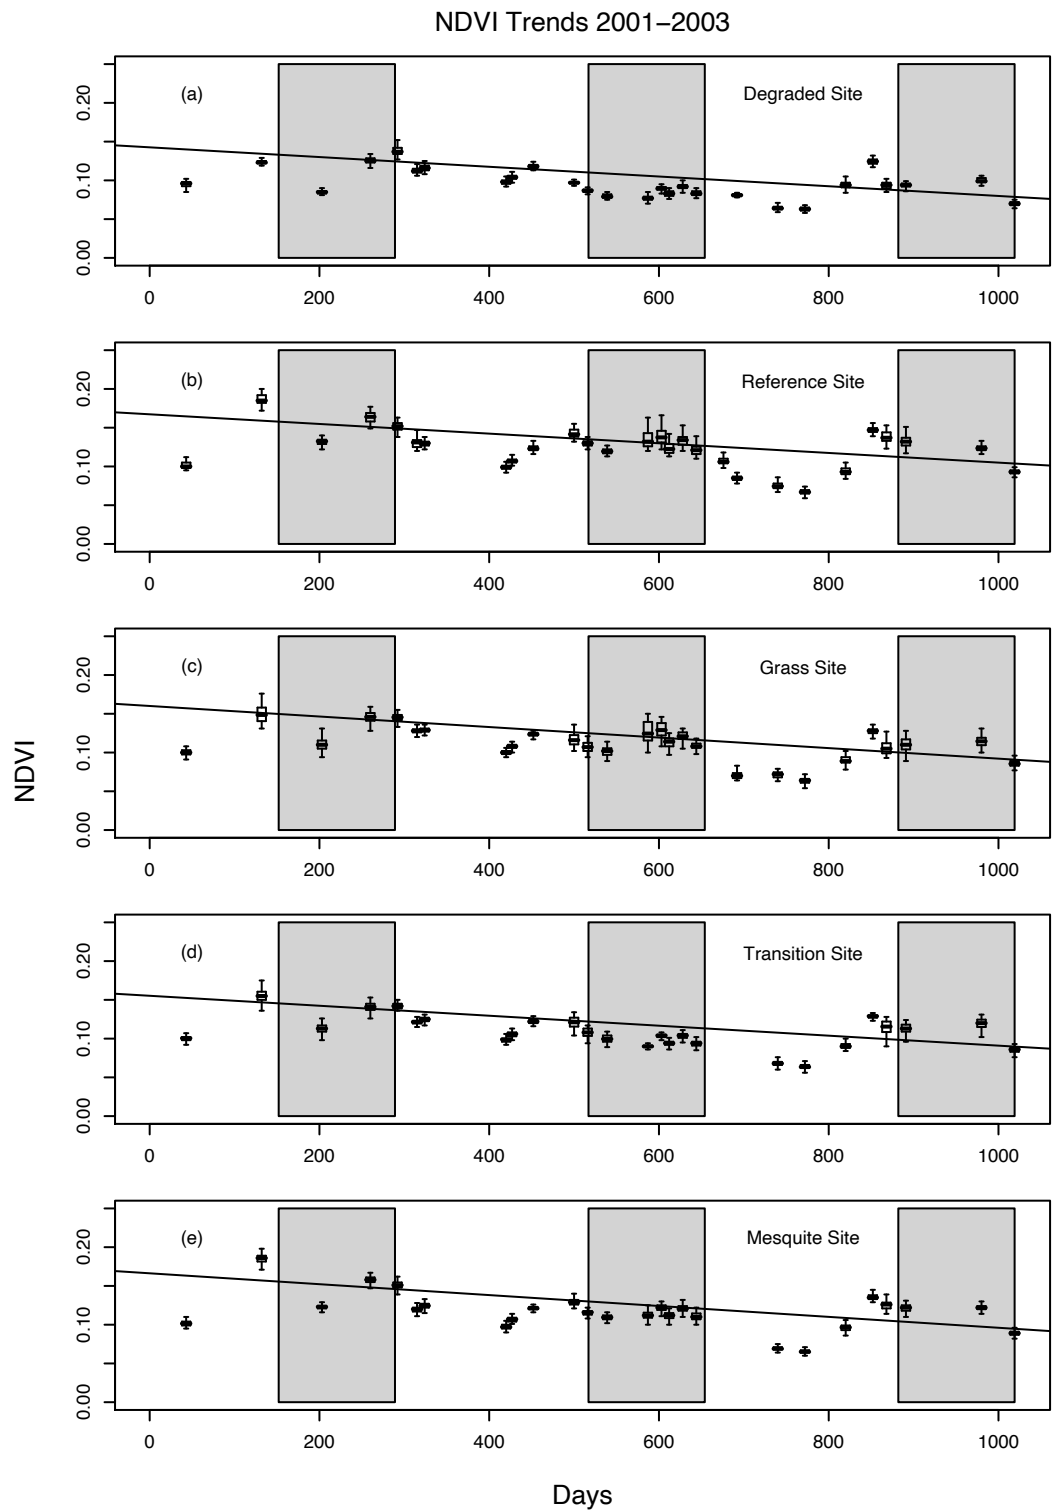 NDVI Trends 2001−2003
(a) Degraded Site
0.00 0.10 0.20
0 200 400 600 800 1000
(b) Reference Site
0.00 0.10 0.20
0 200 400 600 800 1000
(c) Grass Site
0.00 0.10 0.20
0 200 400 600 800 1000
NDVI
(d) Transition Site
0.00 0.10 0.20
0 200 400 600 800 1000
(e) Mesquite Site
0.00 0.10 0.20
0 200 400 600 800 1000
Days